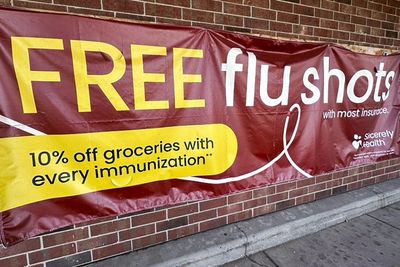 FREE flu shots
with most insurance.
10% off groceries with
every immunization**
sincerely
health